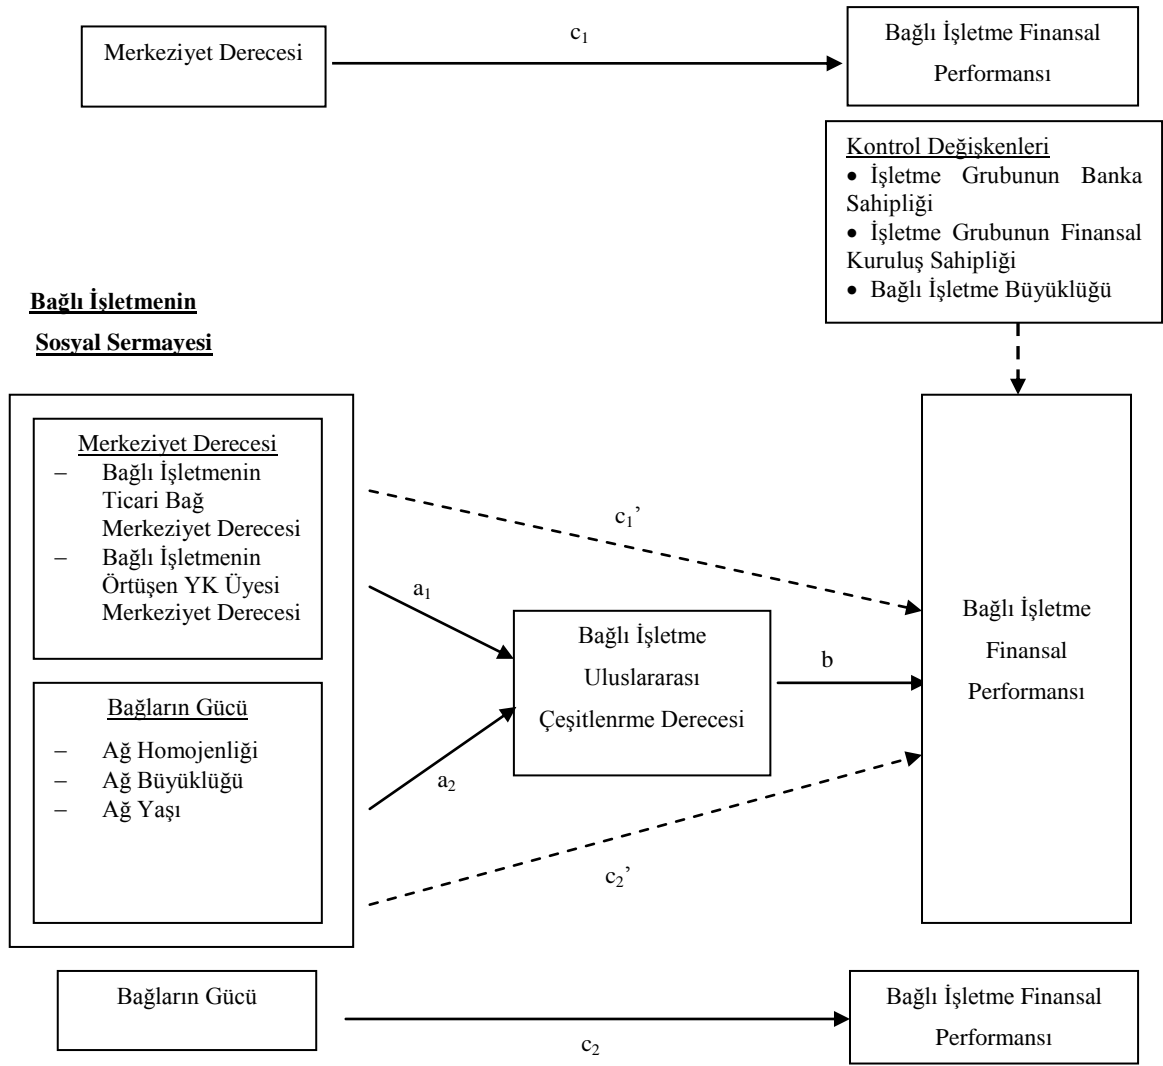 c₁
Merkeziyet Derecesi
Bağlı İşletme Finansal
Performansı
Kontrol Değişkenleri
• İşletme Grubunun Banka
Sahipliği
• İşletme Grubunun Finansal
Kuruluş Sahipliği
• Bağlı İşletme Büyüklüğü
Bağlı İşletmenin
Sosyal Sermayesi
Merkeziyet Derecesi
– Bağlı İşletmenin
Ticari Bağ
Merkeziyet Derecesi
– Bağlı İşletmenin
Örtüşen YK Üyesi
Merkeziyet Derecesi
Bağların Gücü
– Ağ Homojenliği
– Ağ Büyüklüğü
– Ağ Yaşı
c₁’
a₁
a₂
c₂’
Bağlı İşletme
Uluslararası
Çeşitlenrme Derecesi
b
Bağlı İşletme
Finansal
Performansı
Bağların Gücü
c₂
Bağlı İşletme Finansal
Performansı